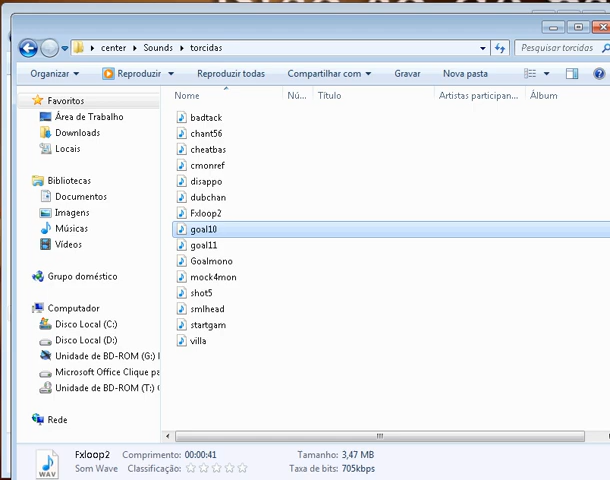 center Sounds torcidas Pesquisar torcidas
Organizar Reproduzir Reproduzir todas Compartilhar com Gravar Nova pasta
Nome Nú... Título Artistas participan... Álbum
Favoritos
Área de Trabalho
Downloads
Locais
Bibliotecas
Documentos
Imagens
Músicas
Vídeos
Grupo doméstico
Computador
Disco Local (C:)
Disco Local (D:)
Unidade de BD-ROM (G:)
Microsoft Office Clique pa
Unidade de BD-ROM (T:)
Rede
badtack
chant56
cheatbas
cmonref
disappo
dubchan
Fxloop2
goal10
goal11
Goalmono
mock4mon
shot5
smlhead
startgam
villa
Fxloop2 Comprimento: 00:00:41 Tamanho: 3,47 MB
Som Wave Classificação: Taxa de bits: 705kbps
WAV